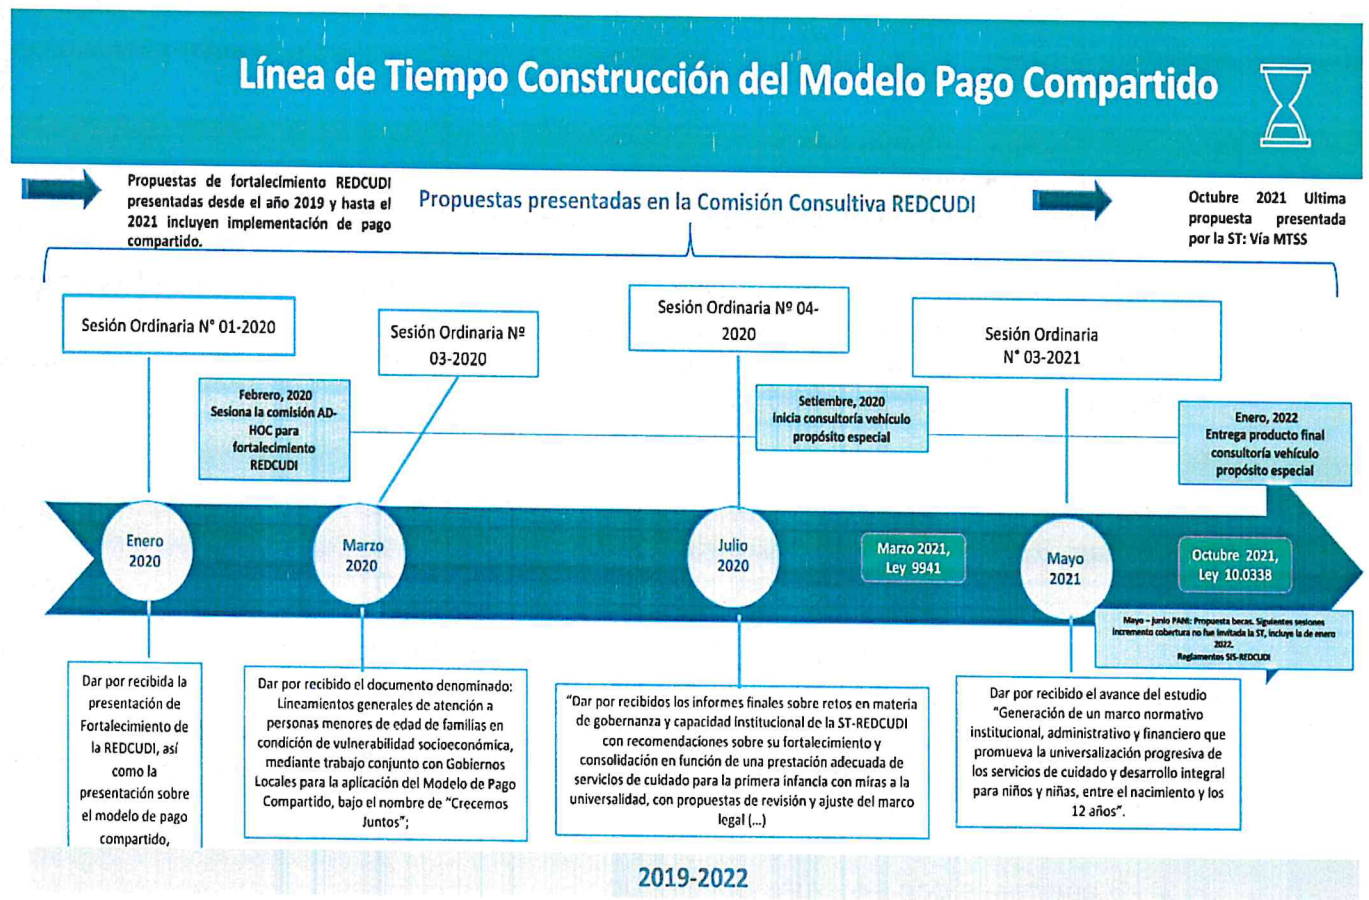 Línea de Tiempo Construcción del Modelo Pago Compartido
Propuestas de fortalecimiento REDCUDI
presentadas desde el año 2019 y hasta el
2021 incluyen implementación de pago
compartido.
Propuestas presentadas en la Comisión Consultiva REDCUDI
Octubre 2021 Ultima
propuesta presentada
por la ST: Vía MTSS
Sesión Ordinaria N° 01-2020
Sesión Ordinaria Nº
03-2020
Sesión Ordinaria Nº 04-
2020
Sesión Ordinaria
N° 03-2021
Febrero, 2020
Sesiona la comisión AD-
HOC para
fortalecimiento
REDCUDI
Setiembre, 2020
Inicia consultoría vehículo
propósito especial
Enero, 2022
Entrega producto final
consultoría vehículo
propósito especial
Enero
2020
Marzo
2020
Julio
2020
Marzo 2021,
Ley 9941
Mayo
2021
Octubre 2021,
Ley 10.0338
Mayo – junio PANI: Propuesta becas. Siguientes sesiones
incremento cobertura no fue invitada la ST, incluye la de enero
2022.
Reglamentos SIS-REDCUDI
Dar por recibida la
presentación de
Fortalecimiento de
la REDCUDI, así
como la
presentación sobre
el modelo de pago
compartido,
Dar por recibido el documento denominado:
Lineamientos generales de atención a
personas menores de edad de familias en
condición de vulnerabilidad socioeconómica,
mediante trabajo conjunto con Gobiernos
Locales para la aplicación del Modelo de Pago
Compartido, bajo el nombre de "Crecemos
Juntos";
"Dar por recibidos los informes finales sobre retos en materia
de gobernanza y capacidad institucional de la ST-REDCUDI
con recomendaciones sobre su fortalecimiento y
consolidación en función de una prestación adecuada de
servicios de cuidado para la primera infancia con miras a la
universalidad, con propuestas de revisión y ajuste del marco
legal (...)
Dar por recibido el avance del estudio
"Generación de un marco normativo
institucional, administrativo y financiero que
promueva la universalización progresiva de
los servicios de cuidado y desarrollo integral
para niños y niñas, entre el nacimiento y los
12 años".
2019-2022